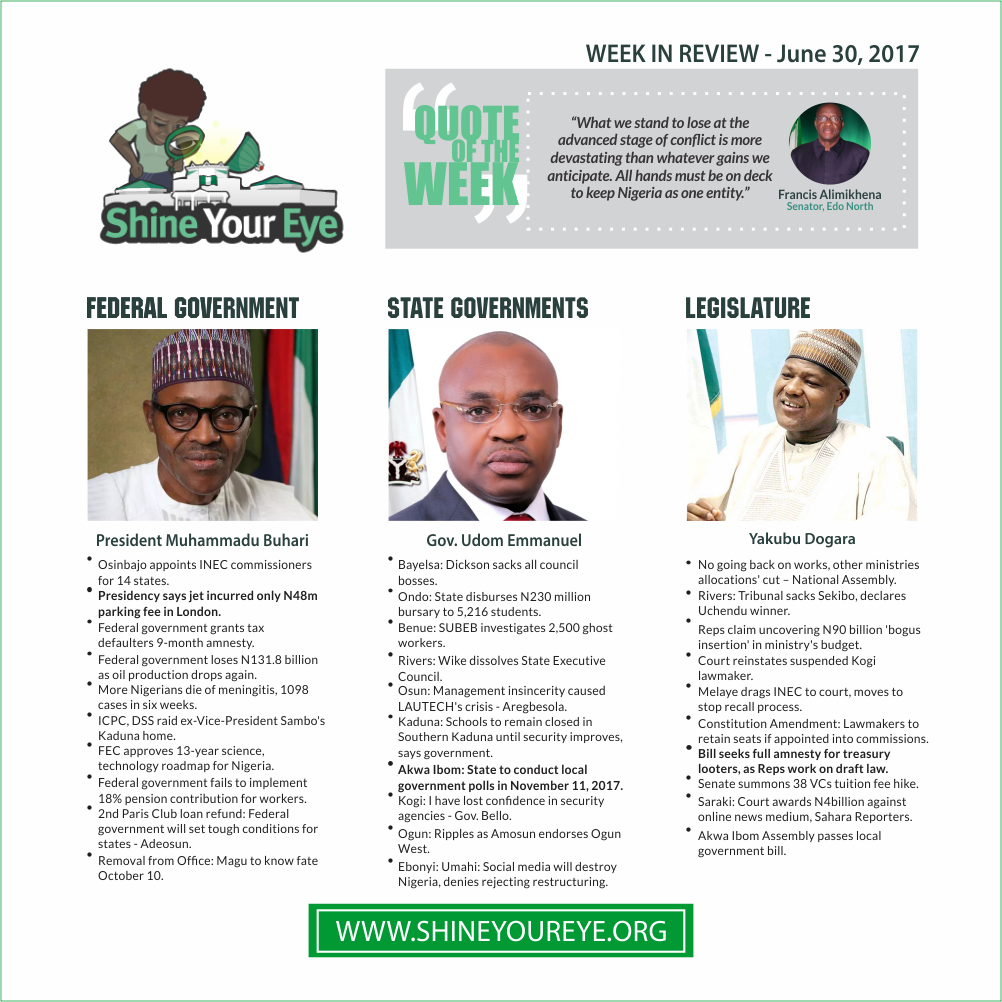 WEEK IN REVIEW - June 30, 2017
Shine Your Eye
QUOTE
OF THE
WEEK
“What we stand to lose at the
advanced stage of conflict is more
devastating than whatever gains we
anticipate. All hands must be on deck
to keep Nigeria as one entity.”
Francis Alimikhena
Senator, Edo North
FEDERAL GOVERNMENT
President Muhammadu Buhari
• Osinbajo appoints INEC commissioners
for 14 states.
• Presidency says jet incurred only N48m
parking fee in London.
• Federal government grants tax
defaulters 9-month amnesty.
• Federal government loses N131.8 billion
as oil production drops again.
• More Nigerians die of meningitis, 1098
cases in six weeks.
• ICPC, DSS raid ex-Vice-President Sambo's
Kaduna home.
• FEC approves 13-year science,
technology roadmap for Nigeria.
• Federal government fails to implement
18% pension contribution for workers.
• 2nd Paris Club loan refund: Federal
government will set tough conditions for
states - Adeosun.
• Removal from Office: Magu to know fate
October 10.
STATE GOVERNMENTS
Gov. Udom Emmanuel
• Bayelsa: Dickson sacks all council
bosses.
• Ondo: State disburses N230 million
bursary to 5,216 students.
• Benue: SUBEB investigates 2,500 ghost
workers.
• Rivers: Wike dissolves State Executive
Council.
• Osun: Management insincerity caused
LAUTECH's crisis - Aregbesola.
• Kaduna: Schools to remain closed in
Southern Kaduna until security improves,
says government.
• Akwa Ibom: State to conduct local
government polls in November 11, 2017.
• Kogi: I have lost confidence in security
agencies - Gov. Bello.
• Ogun: Ripples as Amosun endorses Ogun
West.
• Ebonyi: Umahi: Social media will destroy
Nigeria, denies rejecting restructuring.
LEGISLATURE
Yakubu Dogara
• No going back on works, other ministries
allocations' cut – National Assembly.
• Rivers: Tribunal sacks Sekibo, declares
Uchendu winner.
• Reps claim uncovering N90 billion 'bogus
insertion' in ministry's budget.
• Court reinstates suspended Kogi
lawmaker.
• Melaye drags INEC to court, moves to
stop recall process.
• Constitution Amendment: Lawmakers to
retain seats if appointed into commissions.
• Bill seeks full amnesty for treasury
looters, as Reps work on draft law.
• Senate summons 38 VCs tuition fee hike.
• Saraki: Court awards N4billion against
online news medium, Sahara Reporters.
• Akwa Ibom Assembly passes local
government bill.
WWW.SHINEYOUREYE.ORG